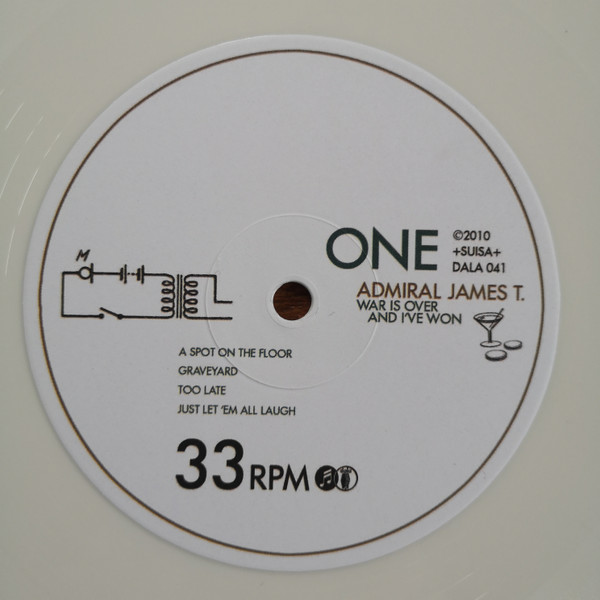 M
ONE
©2010
+SUISA+
DALA 041
ADMIRAL JAMES T.
WAR IS OVER
AND I'VE WON
A SPOT ON THE FLOOR
GRAVEYARD
TOO LATE
JUST LET 'EM ALL LAUGH
33 RPM